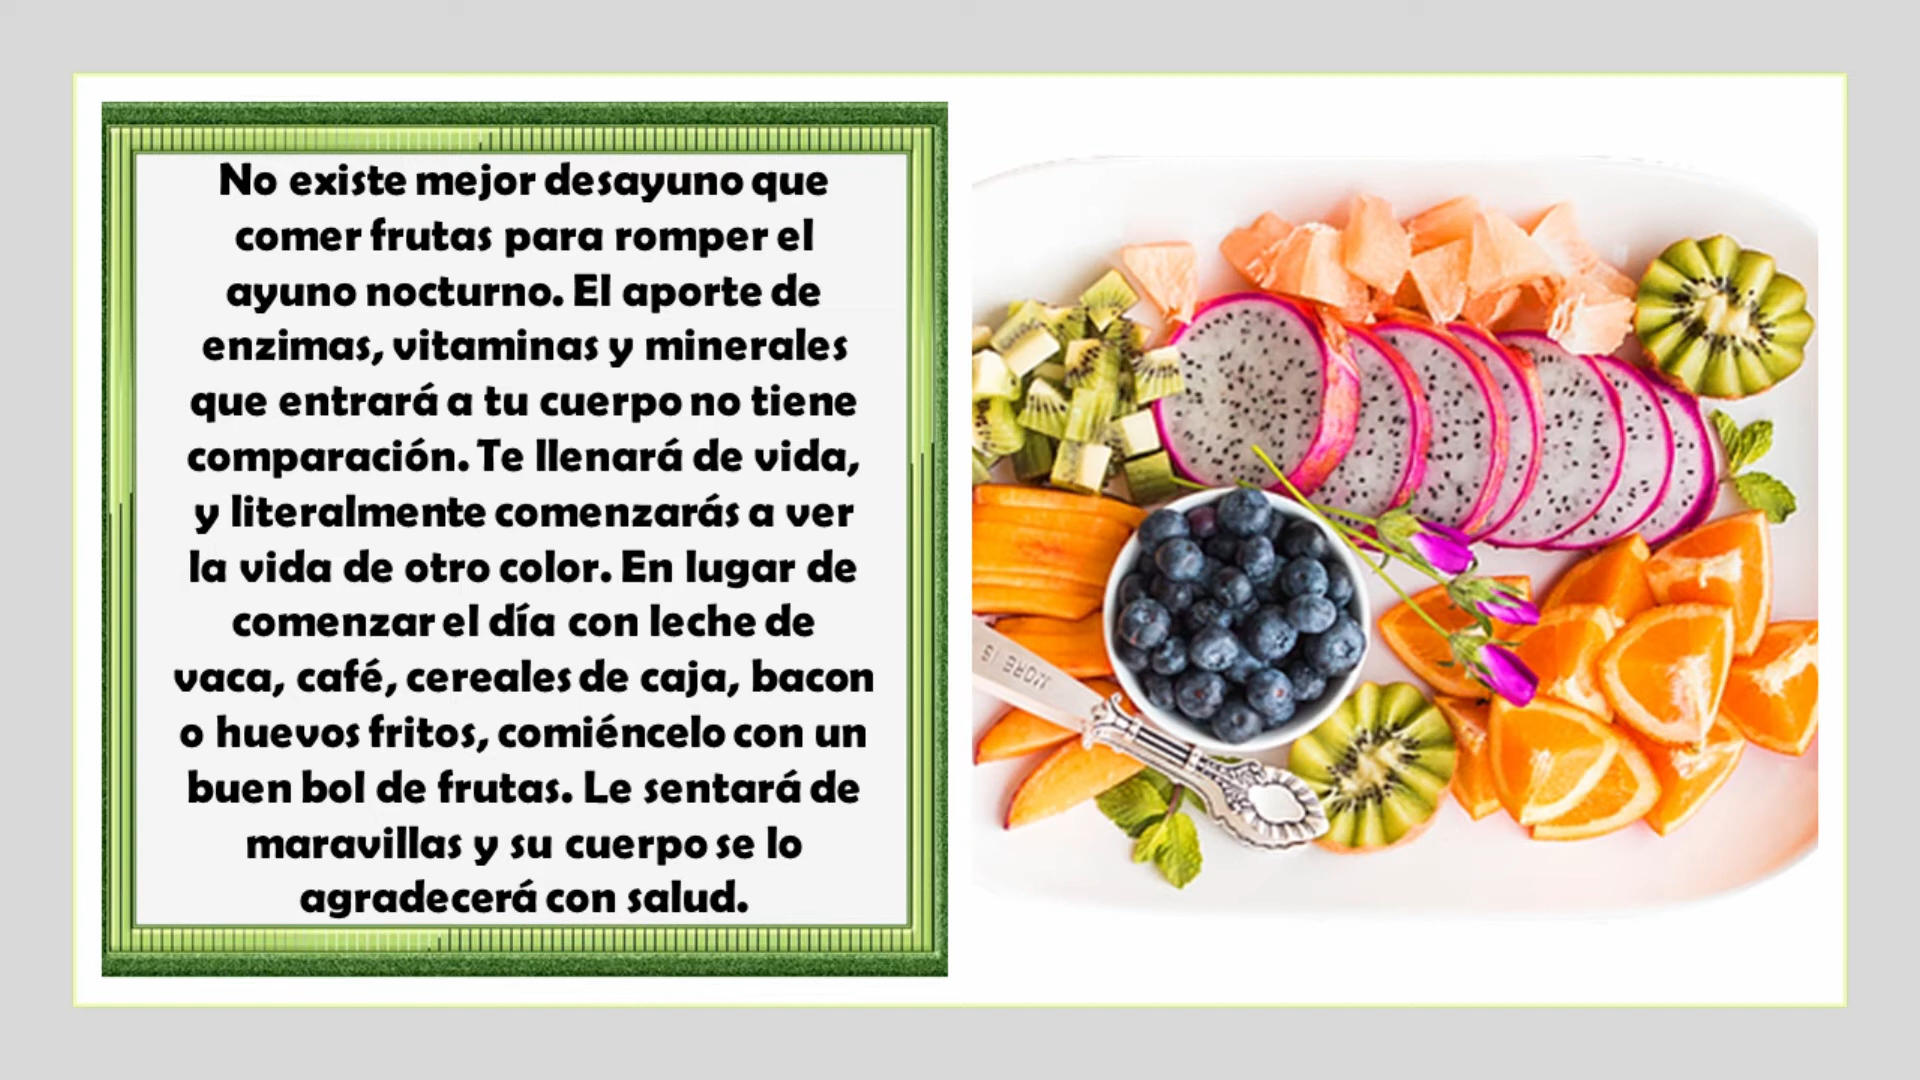 No existe mejor desayuno que
comer frutas para romper el
ayuno nocturno. El aporte de
enzimas, vitaminas y minerales
que entrará a tu cuerpo no tiene
comparación. Te llenará de vida,
y literalmente comenzarás a ver
la vida de otro color. En lugar de
comenzar el día con leche de
vaca, café, cereales de caja, bacon
o huevos fritos, comiéncelo con un
buen bol de frutas. Le sentará de
maravillas y su cuerpo se lo
agradecerá con salud.
MORE IS